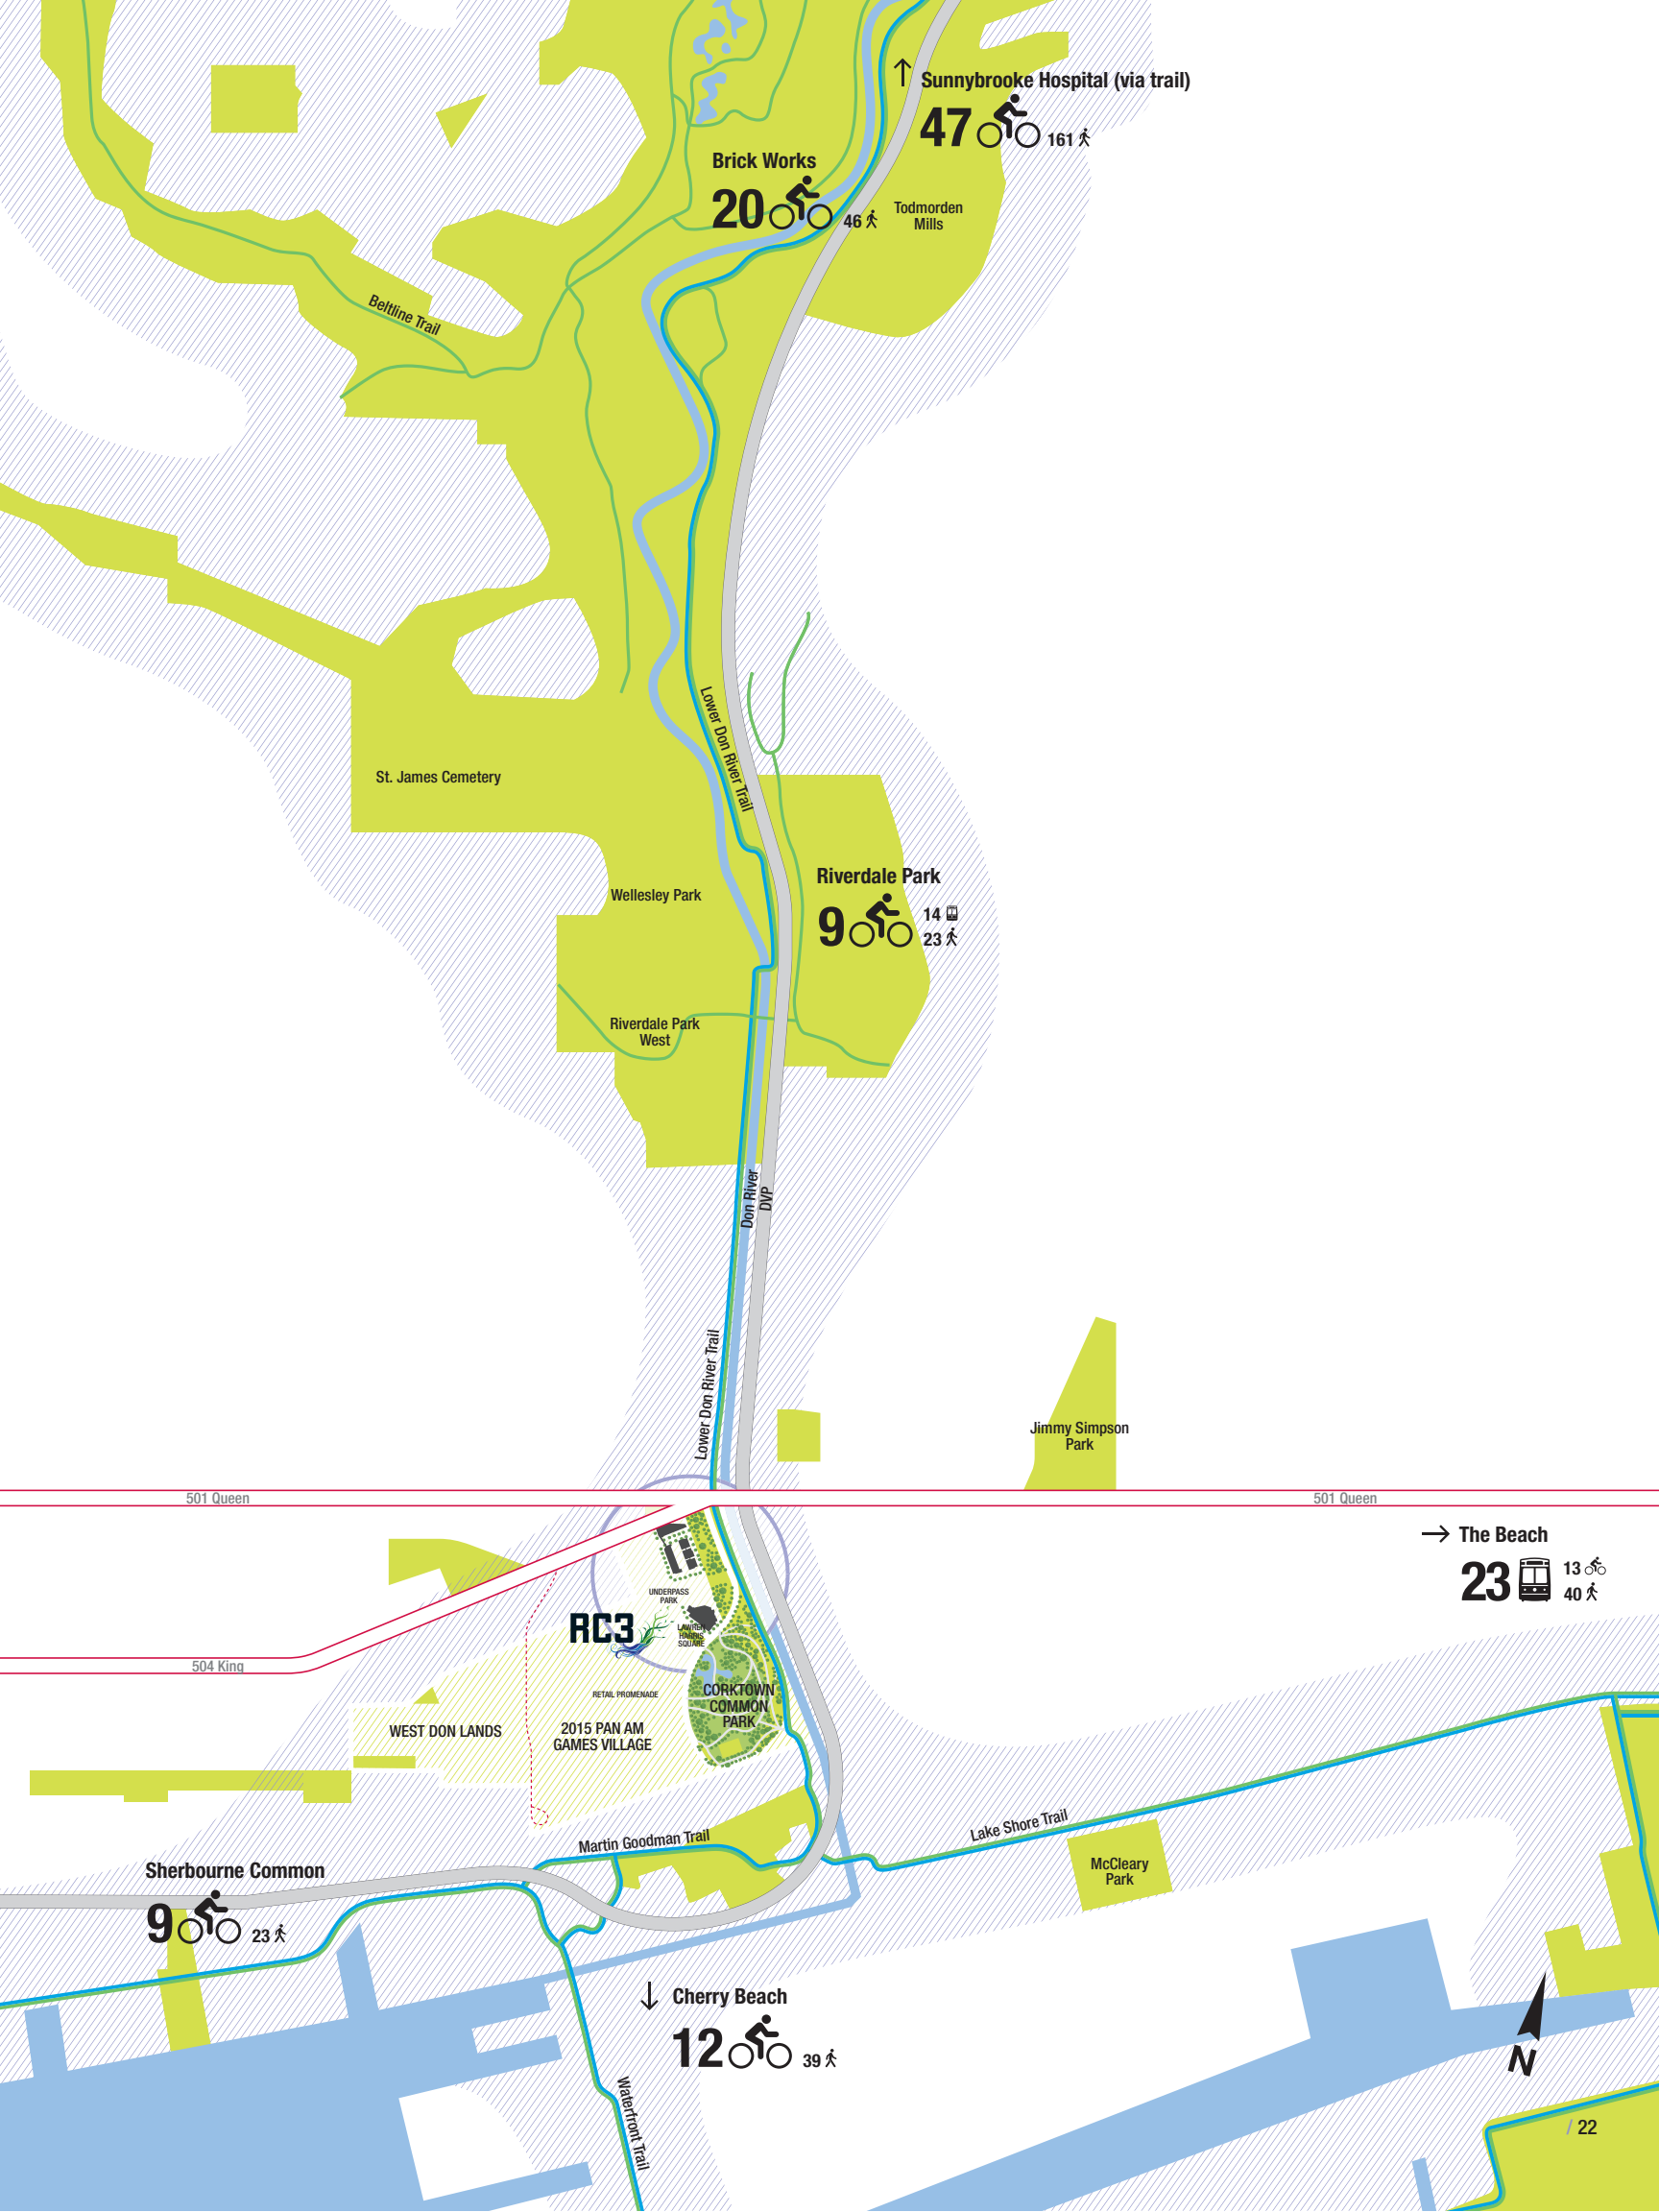 Sunnybrooke Hospital (via trail)
47 161
Brick Works
20 46
Todmorden
Mills
Beltline Trail
Lower Don River Trail
St. James Cemetery
Riverdale Park
9 14
23
Wellesley Park
Riverdale Park
West
Don River
DVP
Lower Don River Trail
Jimmy Simpson
Park
501 Queen
501 Queen
The Beach
23 13
40
UNDERPASS
PARK
RC3
LAWREN
HARRIS
SQUARE
504 King
RETAIL PROMENADE
CORKTOWN
COMMON
PARK
WEST DON LANDS
2015 PAN AM
GAMES VILLAGE
Martin Goodman Trail
Lake Shore Trail
McCleary
Park
Sherbourne Common
9 23
Cherry Beach
12 39
N
Waterfront Trail
/ 22